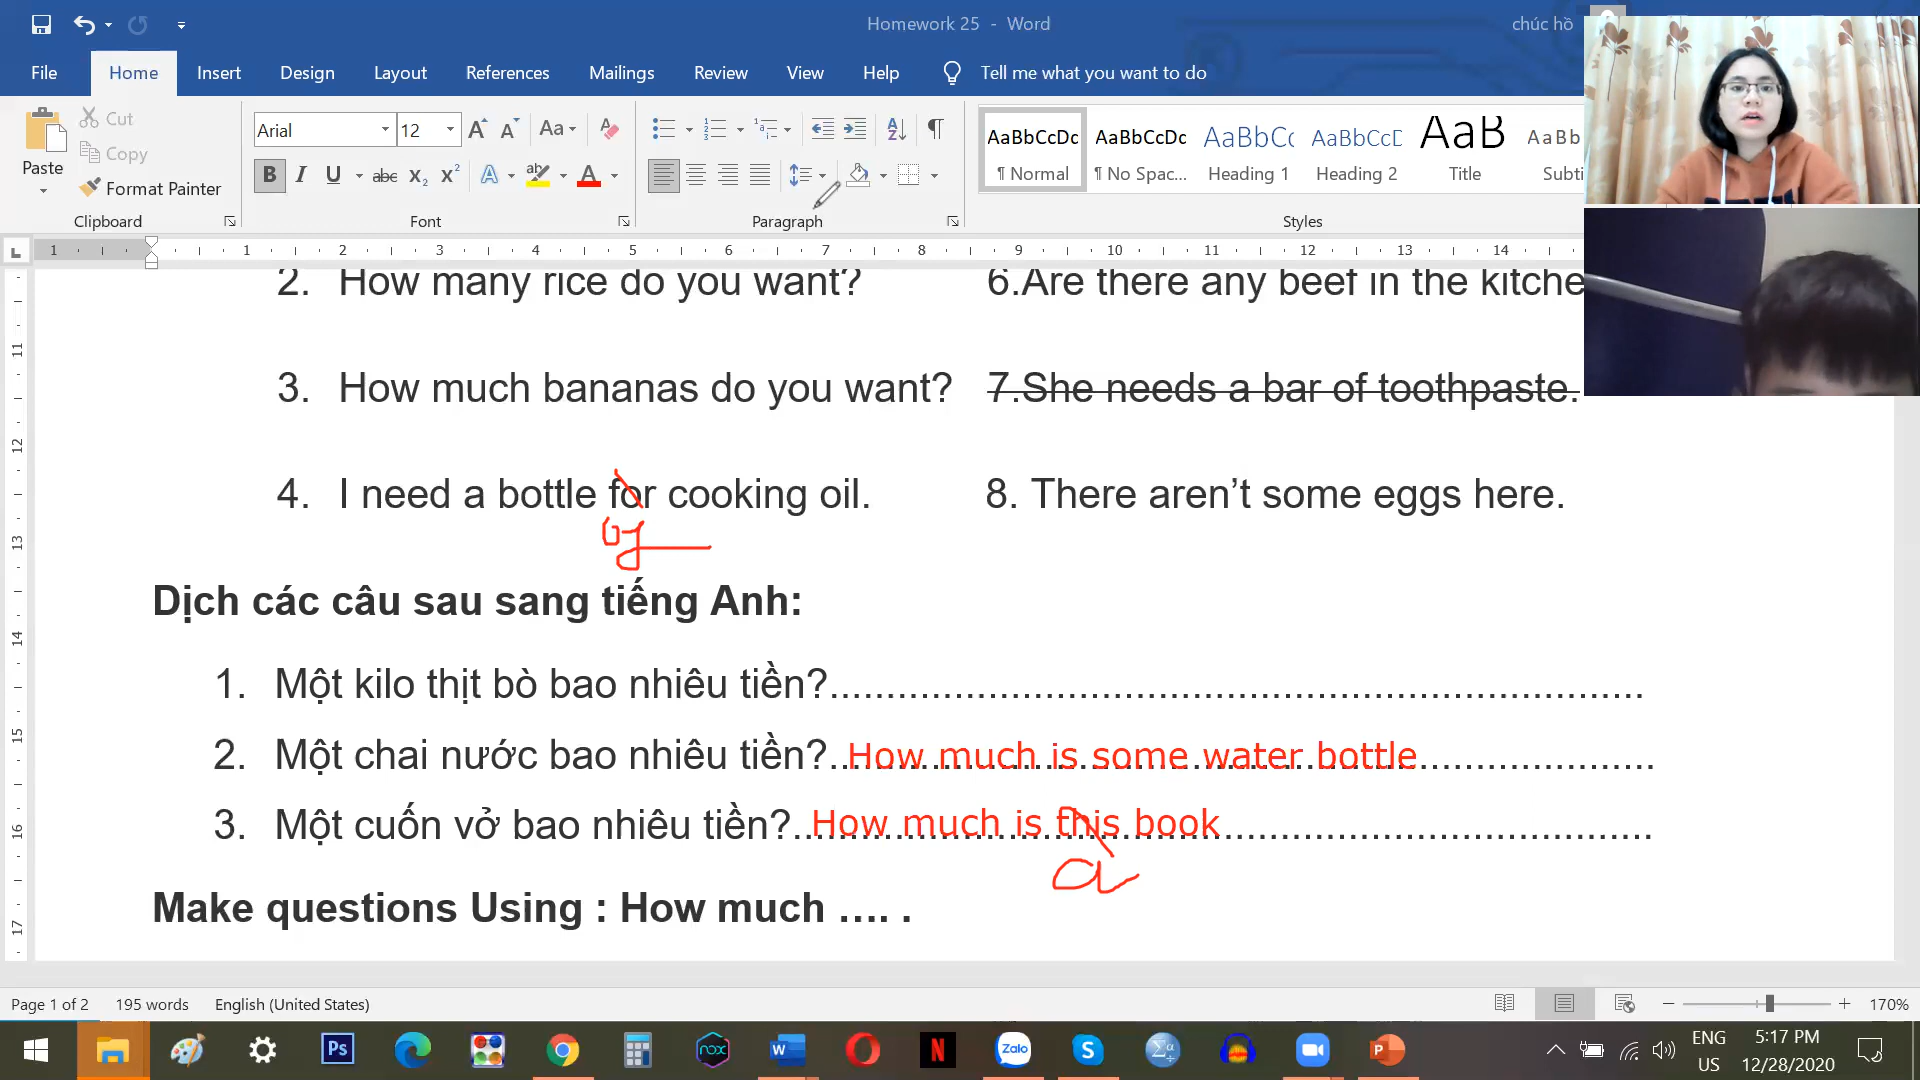 Homework 25 - Word
chúc hồ
File Home Insert Design Layout References Mailings Review View Help Tell me what you want to do
Paste
Cut
Copy
Format Painter
Clipboard
Arial 12
Font
Paragraph
AaBbCcDc ¶ Normal
AaBbCcDc ¶ No Spac...
AaBbCc Heading 1
AaBbCcD Heading 2
AaB Title
AaBb Subti
Styles
2. How many rice do you want? 6.Are there any beef in the kitche
3. How much bananas do you want? 7.She needs a bar of toothpaste.
4. I need a bottle for cooking oil. 8. There aren’t some eggs here.
Dịch các câu sau sang tiếng Anh:
1. Một kilo thịt bò bao nhiêu tiền?
2. Một chai nước bao nhiêu tiền? How much is some water bottle
3. Một cuốn vở bao nhiêu tiền? How much is this book
a
Make questions Using : How much .... .
Page 1 of 2 195 words English (United States) 170%
Ps nox W N Zalo S P
ENG US
5:17 PM
12/28/2020